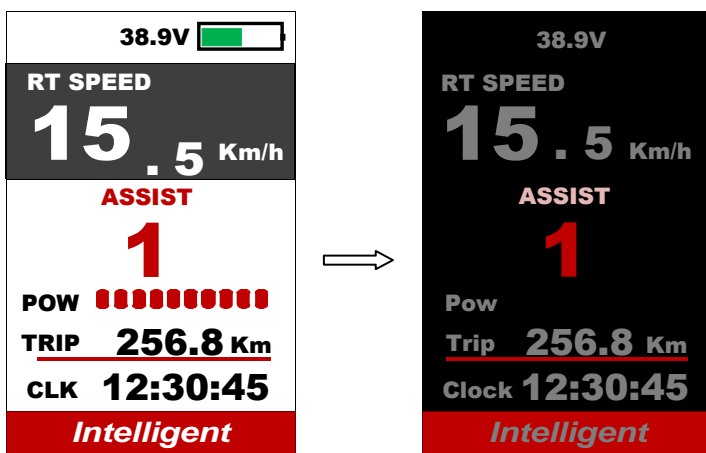 38.9V
RT SPEED
15.5 Km/h
ASSIST
1
POW
TRIP 256.8 Km
CLK 12:30:45
Intelligent
38.9V
RT SPEED
15.5 Km/h
ASSIST
1
Pow
Trip 256.8 Km
Clock 12:30:45
Intelligent